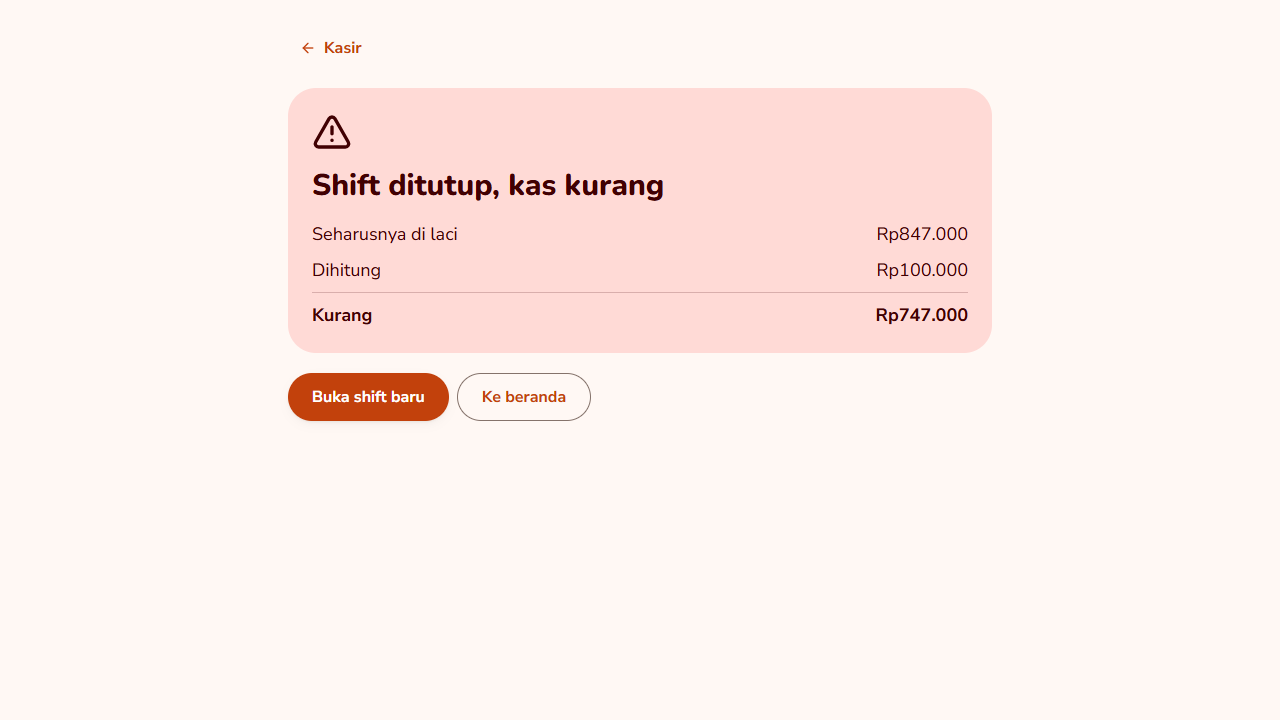 Kasir
Shift ditutup, kas kurang
Seharusnya di laci Rp847.000
Dihitung Rp100.000
Kurang Rp747.000
Buka shift baru Ke beranda